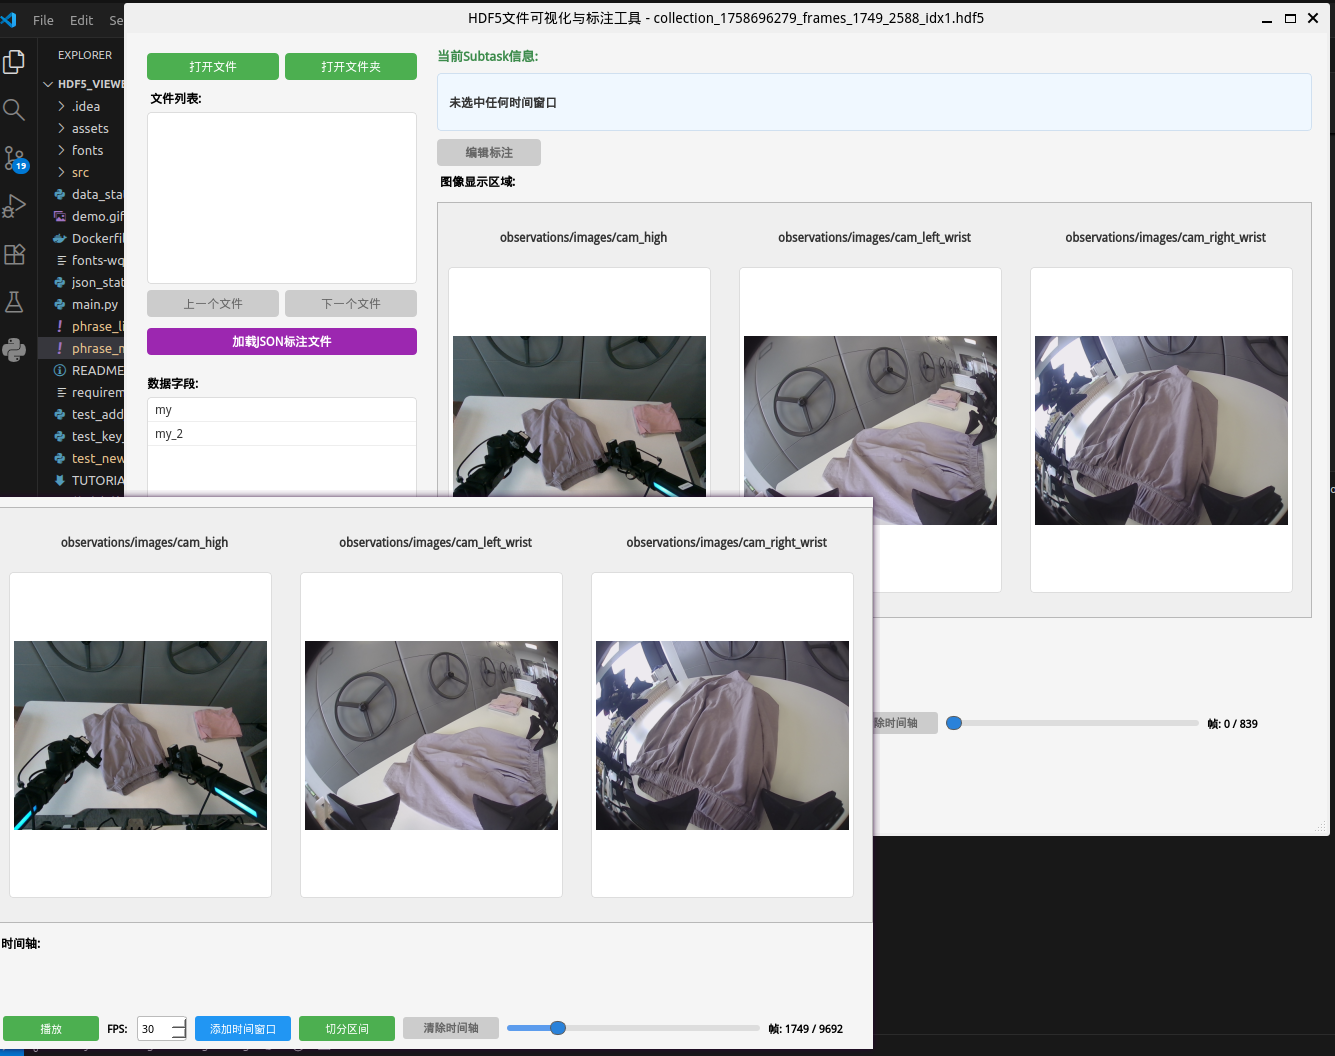 File Edit Se
HDF5文件可视化与标注工具 - collection_1758696279_frames_1749_2588_idx1.hdf5
EXPLORER
HDF5_VIEWE
.idea
assets
fonts
src
data_sta
demo.gif
Dockerfil
fonts-wq
json_stat
main.py
phrase_li
phrase_n
README
requirem
test_add
test_key_
test_new
TUTORIA
19
打开文件 打开文件夹
文件列表:
上一个文件 下一个文件
加载JSON标注文件
数据字段:
my
my_2
当前Subtask信息:
未选中任何时间窗口
编辑标注
图像显示区域:
observations/images/cam_high observations/images/cam_left_wrist observations/images/cam_right_wrist
除时间轴 帧: 0 / 839
observations/images/cam_high observations/images/cam_left_wrist observations/images/cam_right_wrist
时间轴:
播放 FPS: 30 添加时间窗口 切分区间 清除时间轴 帧: 1749 / 9692